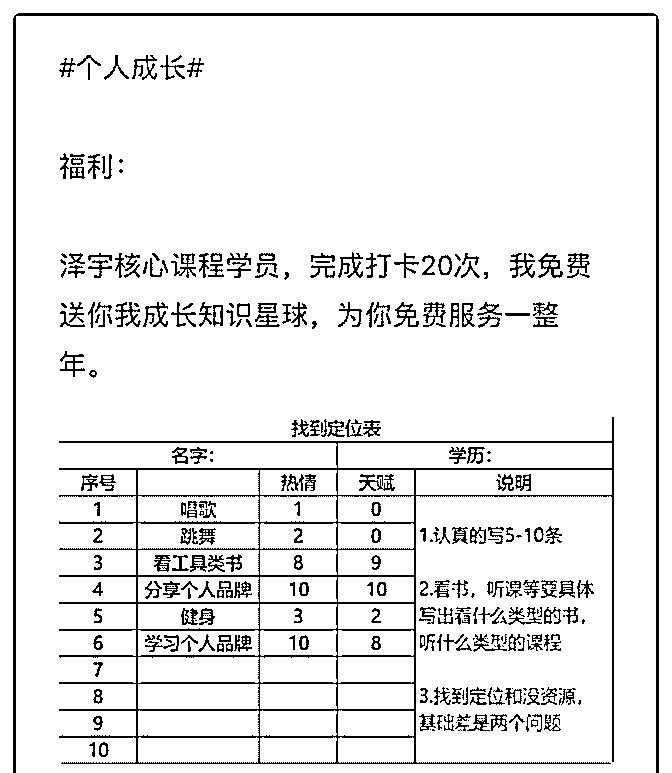 #个人成长#
福利：
泽宇核心课程学员，完成打卡20次，我免费
送你我成长知识星球，为你免费服务一整
年。
找到定位表
名字： 学历：
序号 热情 天赋 说明
1 唱歌 1 0
2 跳舞 2 0 1.认真的写5-10条
3 看工具类书 8 9
4 分享个人品牌 10 10 2.看书，听课等要具体
5 健身 3 2 写出看什么类型的书，
6 学习个人品牌 10 8 听什么类型的课程
7
8 3.找到定位和没资源，
9 基础差是两个问题
10